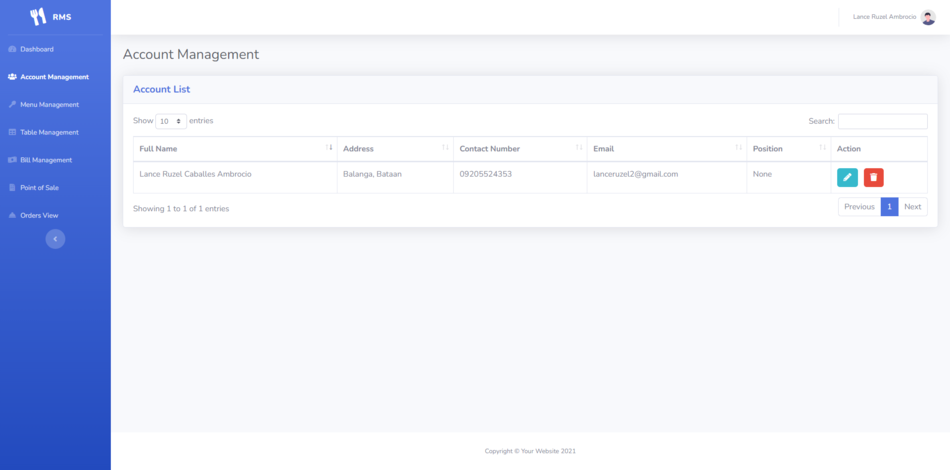 RMS
Lance Ruzel Ambrocio
Dashboard
Account Management
Menu Management
Table Management
Bill Management
Point of Sale
Orders View
Account Management
Account List
Show 10 entries
Search:
Full Name Address Contact Number Email Position Action
Lance Ruzel Caballes Ambrocio Balanga, Bataan 09205524353 lanceruzel2@gmail.com None
Showing 1 to 1 of 1 entries
Previous 1 Next
Copyright © Your Website 2021